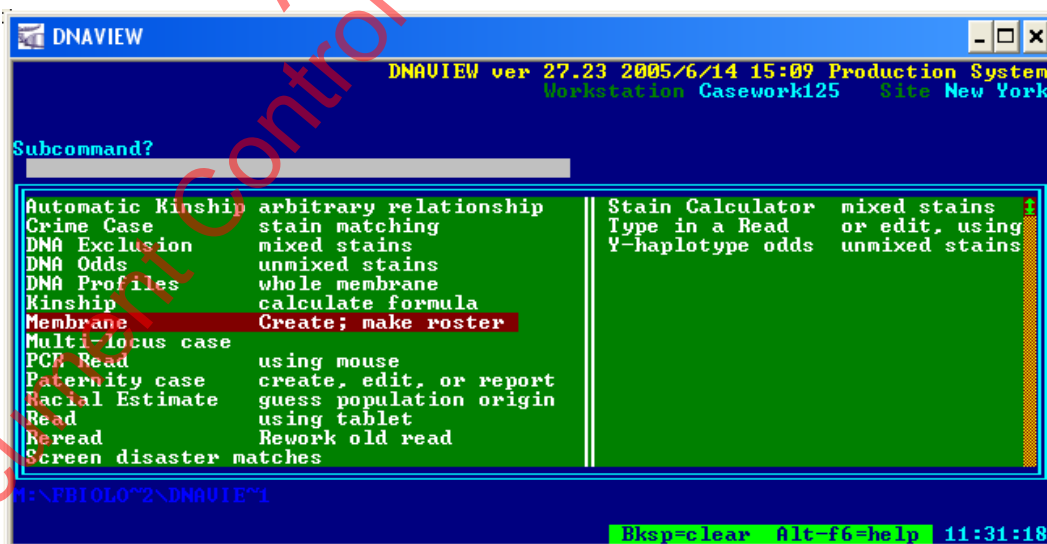 DNAVIEW
DNAVIEW ver 27.23 2005/6/14 15:09 Production System
Workstation Casework125 Site New York
Subcommand?
Automatic Kinship arbitrary relationship
Crime Case stain matching
DNA Exclusion mixed stains
DNA Odds unmixed stains
DNA Profiles whole membrane
Kinship calculate formula
Membrane Create; make roster
Multi-locus case
PCR Read using mouse
Paternity case create, edit, or report
Racial Estimate guess population origin
Read using tablet
Reread Rework old read
Screen disaster matches
Stain Calculator mixed stains
Type in a Read or edit, using
Y-haplotype odds unmixed stains
M:\FBIOLO~2\DNAVIE~1
Bksp=clear Alt-f6=help 11:31:18
cument Control